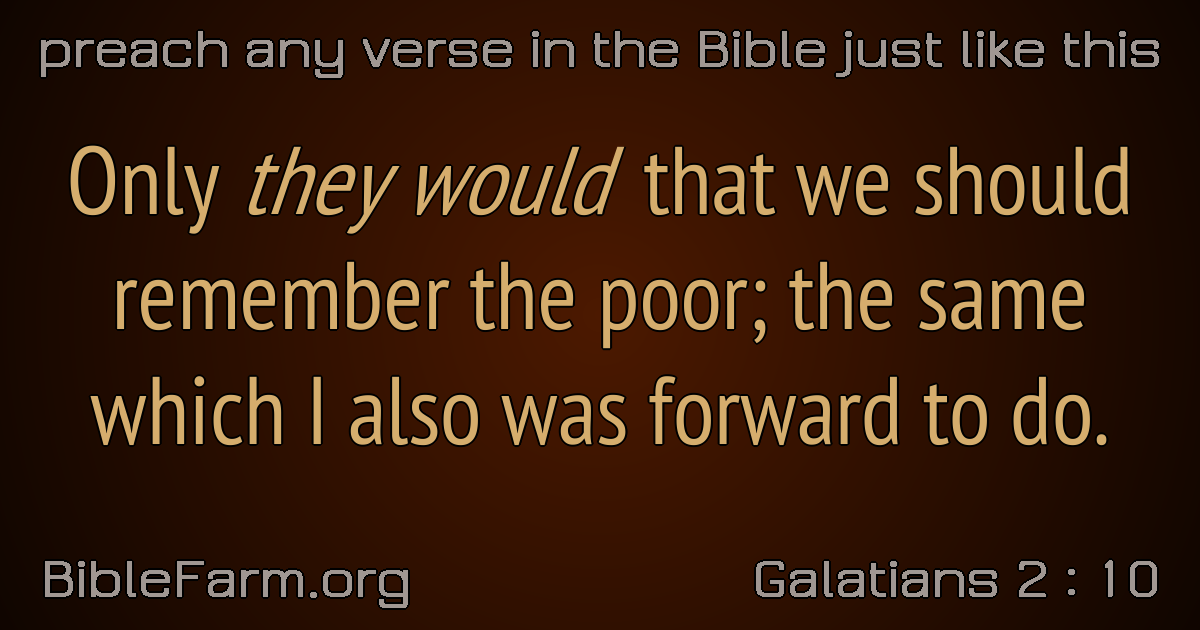 preach any verse in the Bible just like this
Only they would that we should
remember the poor; the same
which I also was forward to do.
BibleFarm.org
Galatians 2 : 10